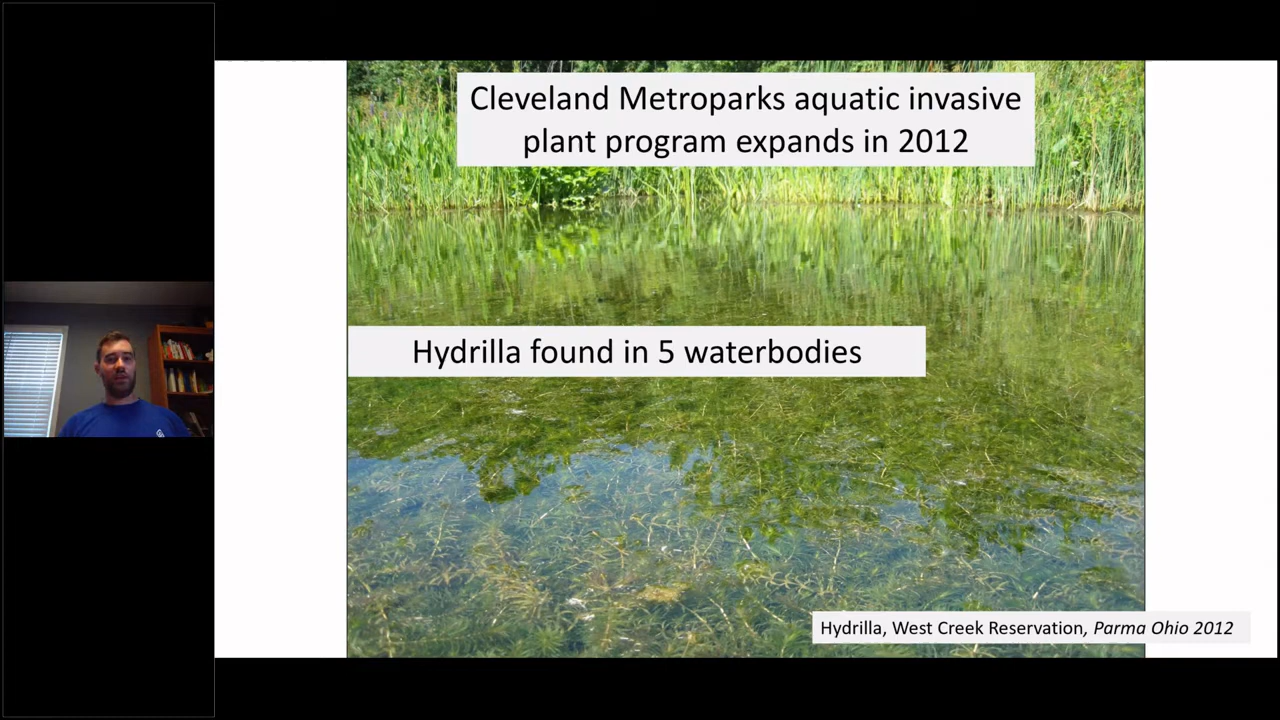 Cleveland Metroparks aquatic invasive
plant program expands in 2012
Hydrilla found in 5 waterbodies
Hydrilla, West Creek Reservation, Parma Ohio 2012